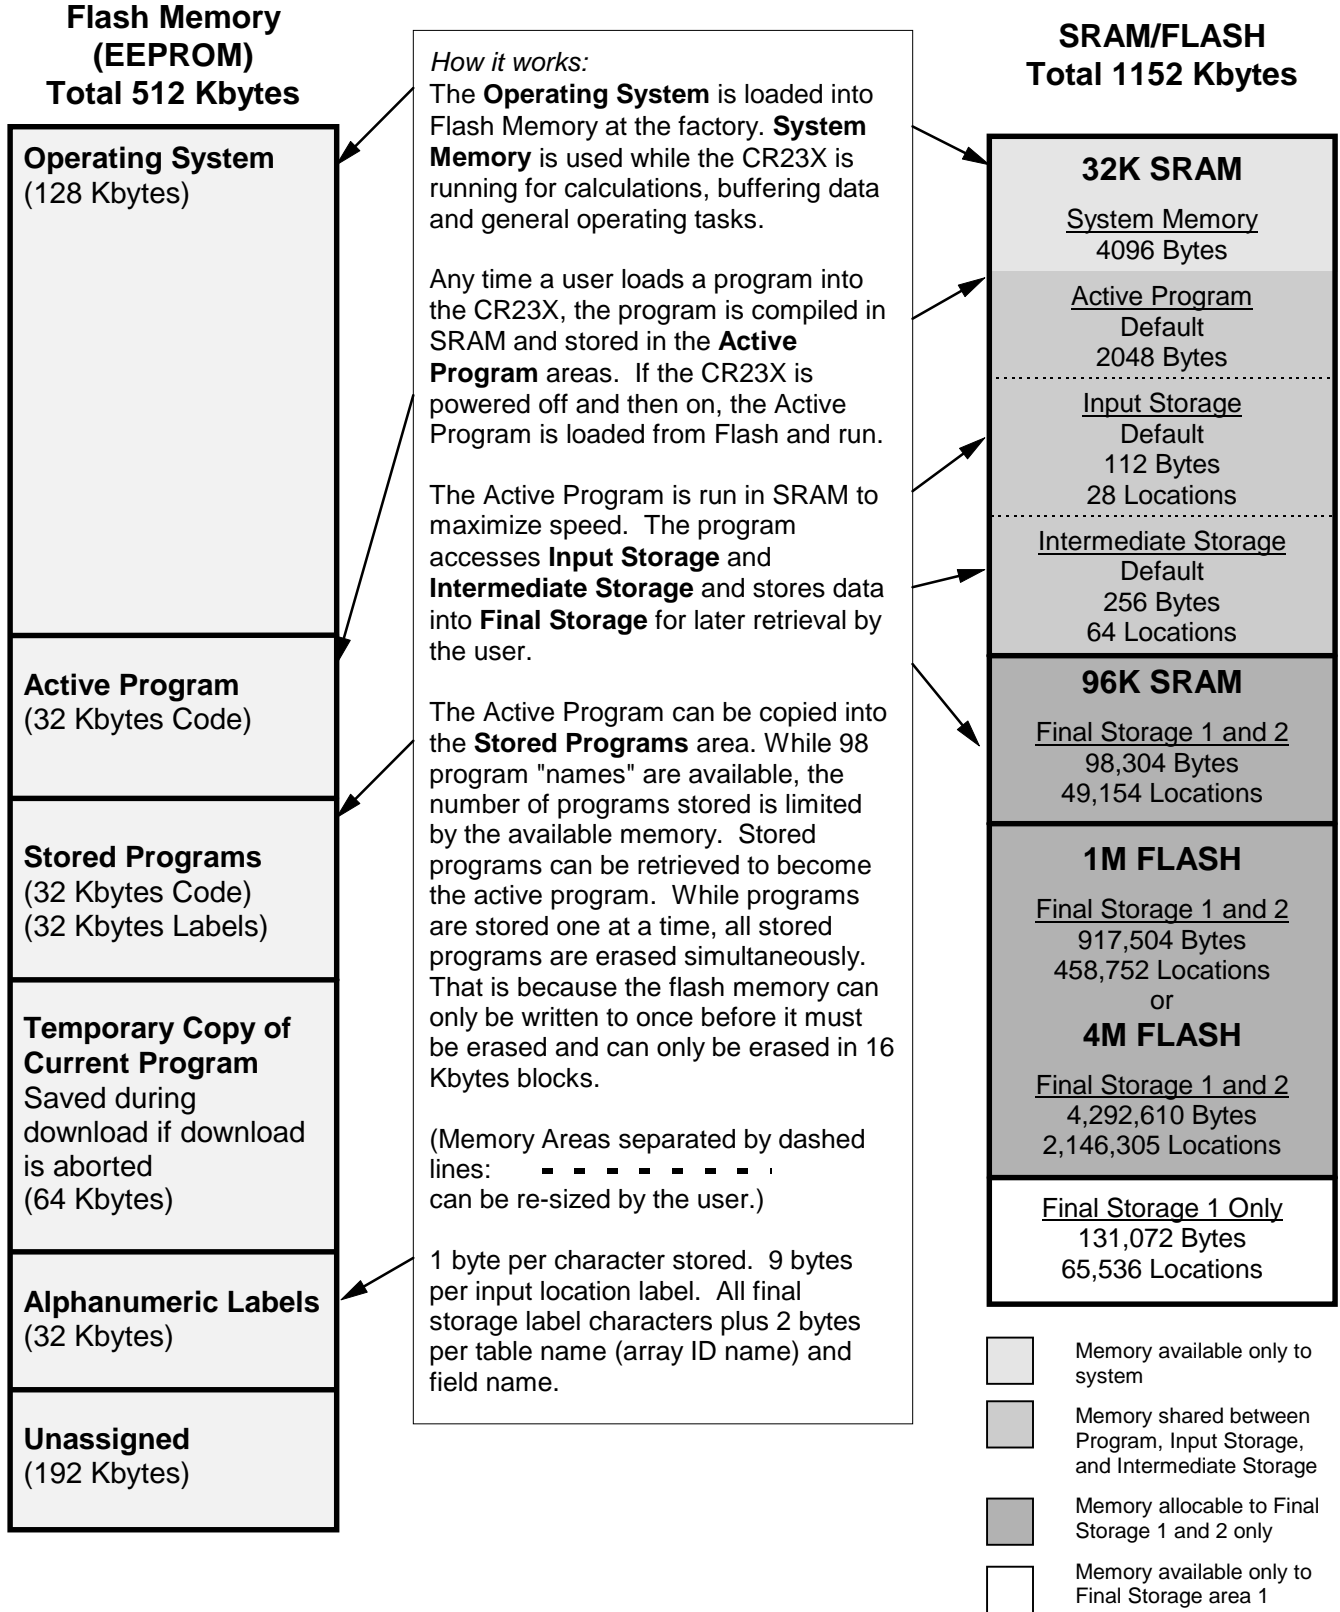 Flash Memory
(EEPROM)
Total 512 Kbytes
Operating System
(128 Kbytes)
Active Program
(32 Kbytes Code)
Stored Programs
(32 Kbytes Code)
(32 Kbytes Labels)
Temporary Copy of
Current Program
Saved during
download if download
is aborted
(64 Kbytes)
Alphanumeric Labels
(32 Kbytes)
Unassigned
(192 Kbytes)
How it works:
The Operating System is loaded into
Flash Memory at the factory. System
Memory is used while the CR23X is
running for calculations, buffering data
and general operating tasks.
Any time a user loads a program into
the CR23X, the program is compiled in
SRAM and stored in the Active
Program areas.  If the CR23X is
powered off and then on, the Active
Program is loaded from Flash and run.
The Active Program is run in SRAM to
maximize speed.  The program
accesses Input Storage and
Intermediate Storage and stores data
into Final Storage for later retrieval by
the user.
The Active Program can be copied into
the Stored Programs area. While 98
program "names" are available, the
number of programs stored is limited
by the available memory.  Stored
programs can be retrieved to become
the active program.  While programs
are stored one at a time, all stored
programs are erased simultaneously.
That is because the flash memory can
only be written to once before it must
be erased and can only be erased in 16
Kbytes blocks.
(Memory Areas separated by dashed
lines:
can be re-sized by the user.)
1 byte per character stored.  9 bytes
per input location label.  All final
storage label characters plus 2 bytes
per table name (array ID name) and
field name.
SRAM/FLASH
Total 1152 Kbytes
32K SRAM
System Memory
4096 Bytes
Active Program
Default
2048 Bytes
Input Storage
Default
112 Bytes
28 Locations
Intermediate Storage
Default
256 Bytes
64 Locations
96K SRAM
Final Storage 1 and 2
98,304 Bytes
49,154 Locations
1M FLASH
Final Storage 1 and 2
917,504 Bytes
458,752 Locations
or
4M FLASH
Final Storage 1 and 2
4,292,610 Bytes
2,146,305 Locations
Final Storage 1 Only
131,072 Bytes
65,536 Locations
Memory available only to
system
Memory shared between
Program, Input Storage,
and Intermediate Storage
Memory allocable to Final
Storage 1 and 2 only
Memory available only to
Final Storage area 1